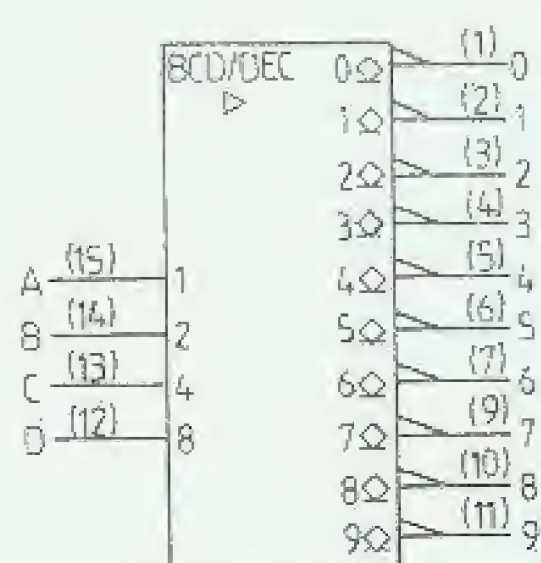 BCD/DEC
0 (1) 0
1 (2) 1
2 (3) 2
3 (4) 3
A (15) 1 4 (5) 4
B (14) 2 5 (6) 5
C (13) 4 6 (7) 6
D (12) 8 7 (9) 7
8 (10) 8
9 (11) 9